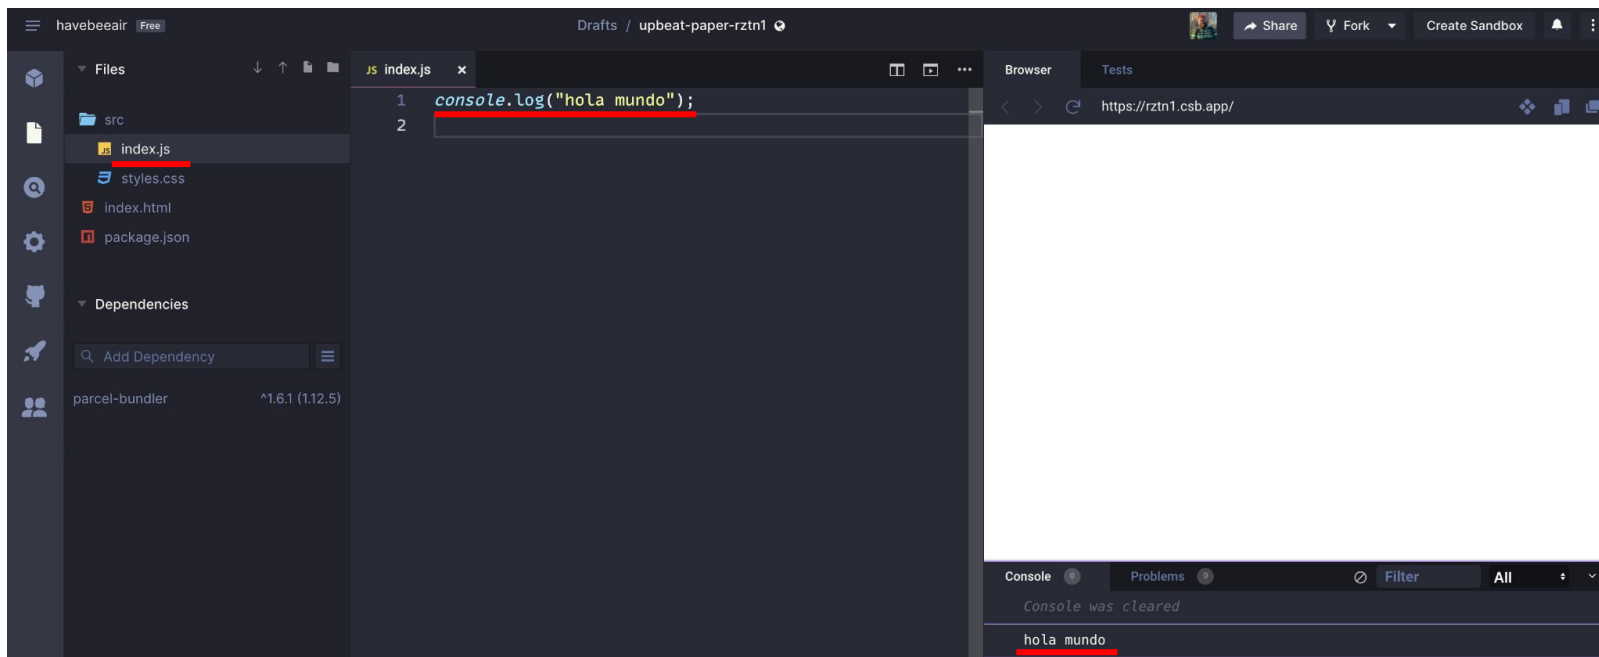 havebeeair Free
Drafts / upbeat-paper-rztn1
Share
Fork
Create Sandbox
Files
src
JS index.js
styles.css
index.html
package.json
Dependencies
Add Dependency
parcel-bundler ^1.6.1 (1.12.5)
JS index.js
1 console.log("hola mundo");
2
Browser
Tests
https://rztn1.csb.app/
Console 0
Problems 0
Filter
All
Console was cleared
hola mundo